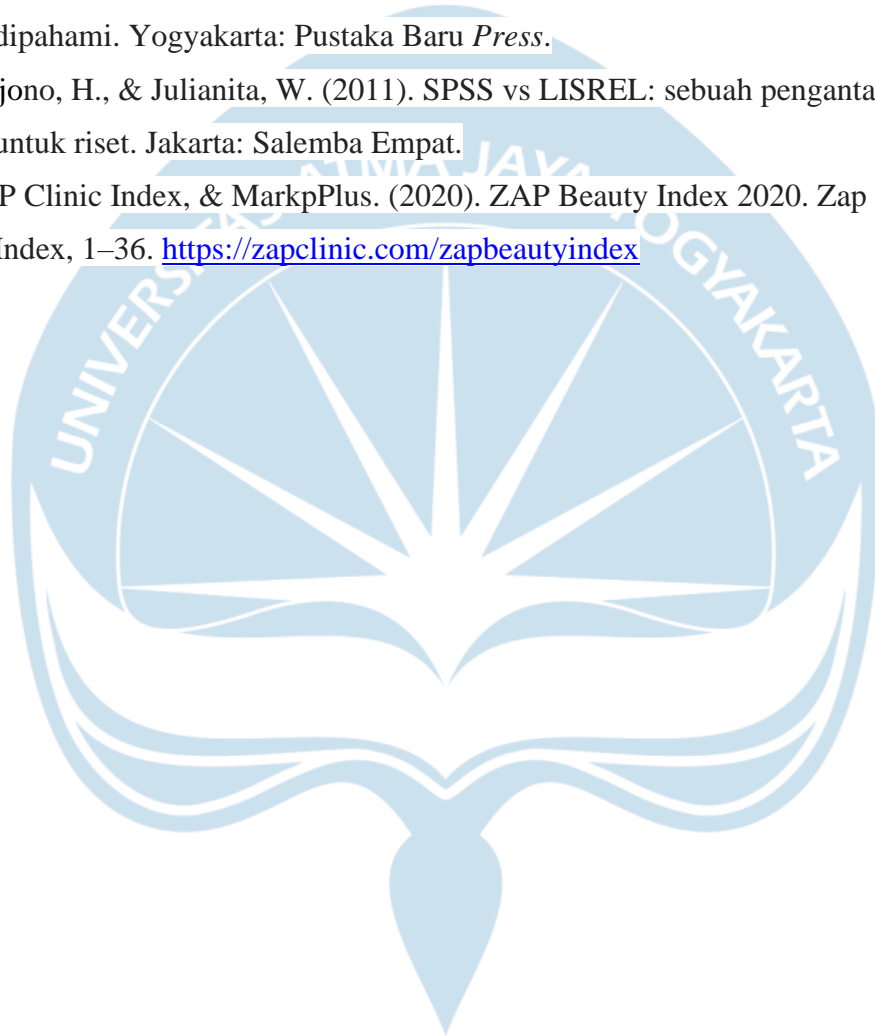 dipahami. Yogyakarta: Pustaka Baru Press.
jono, H., & Julianita, W. (2011). SPSS vs LISREL: sebuah penganta
untuk riset. Jakarta: Salemba Empat.
P Clinic Index, & MarkpPlus. (2020). ZAP Beauty Index 2020. Zap
Index, 1–36. https://zapclinic.com/zapbeautyindex
UNIVERSITAS ATMA JAYA YOGYAKARTA